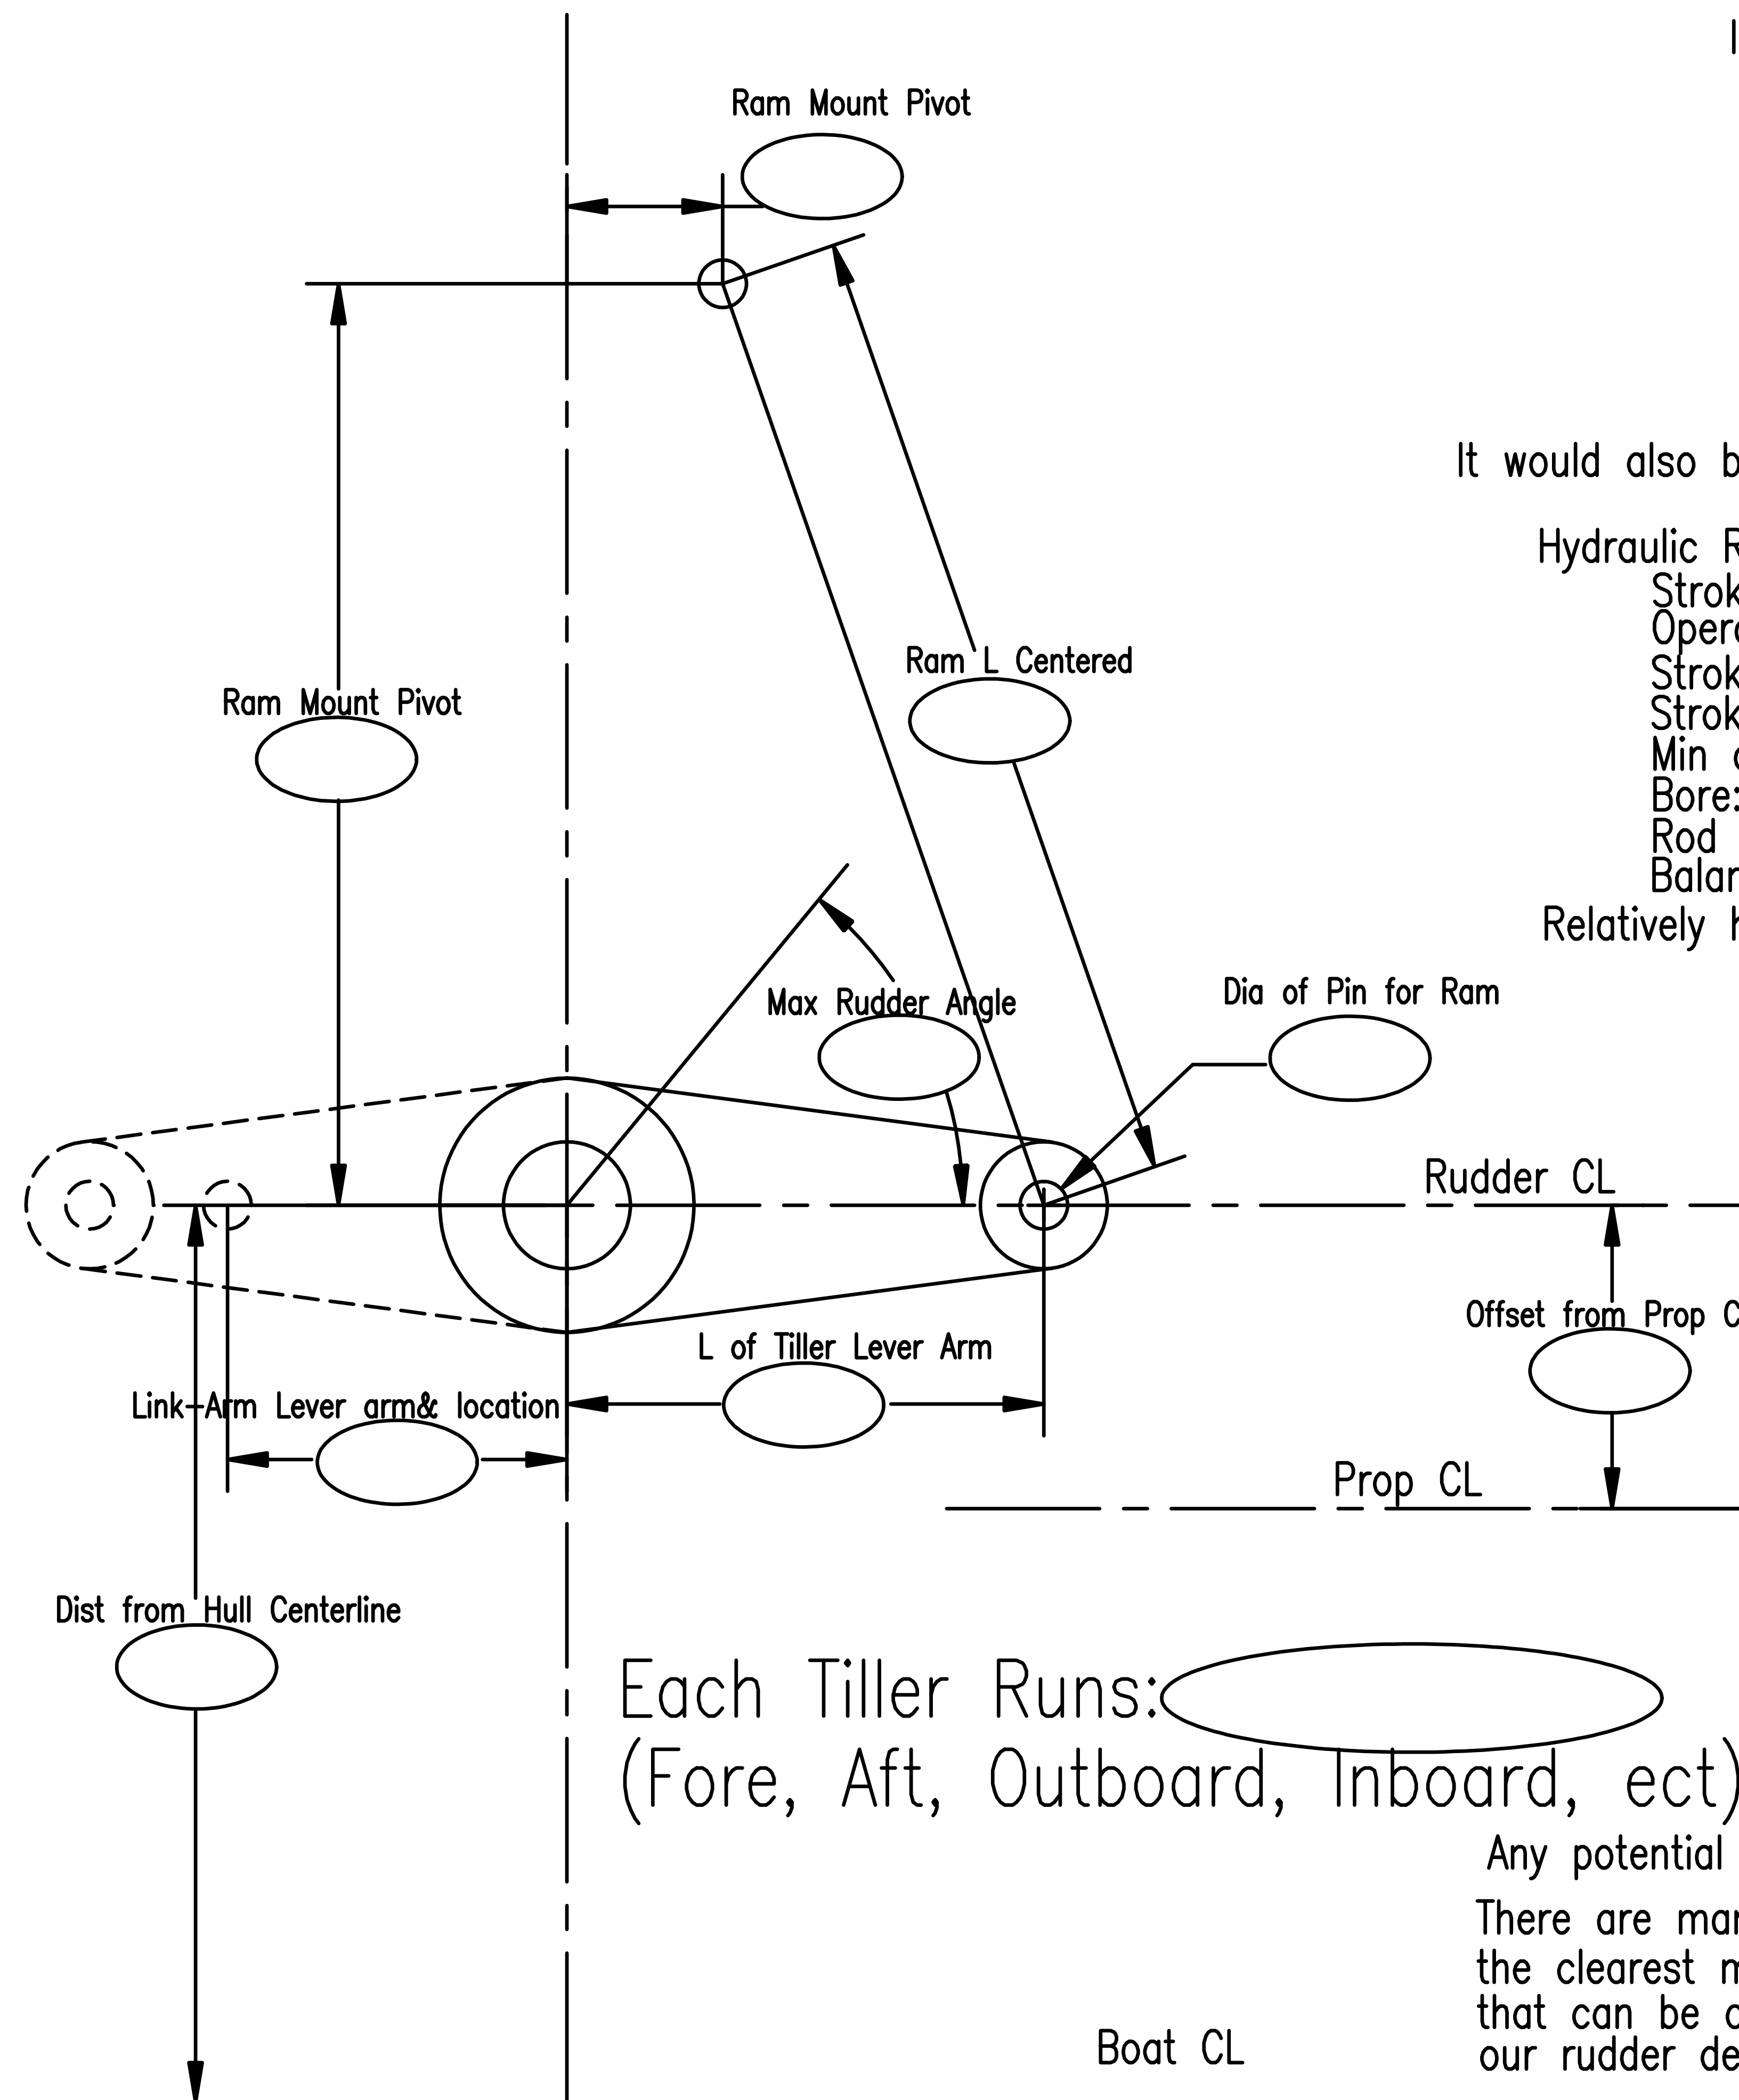 Ram Mount Pivot
It would also b
Hydraulic R
Strok
Opera
Strok
Strok
Min
Bore:
Rod
Balan
Relatively h
Ram L Centered
Ram Mount Pivot
Max Rudder Angle
Dia of Pin for Ram
Rudder CL
Offset from Prop C
L of Tiller Lever Arm
Link-Arm Lever arm& location
Prop CL
Dist from Hull Centerline
Each Tiller Runs:
(Fore, Aft, Outboard, Inboard, ect)
Any potential
There are man
the clearest m
that can be
our rudder de
Boat CL